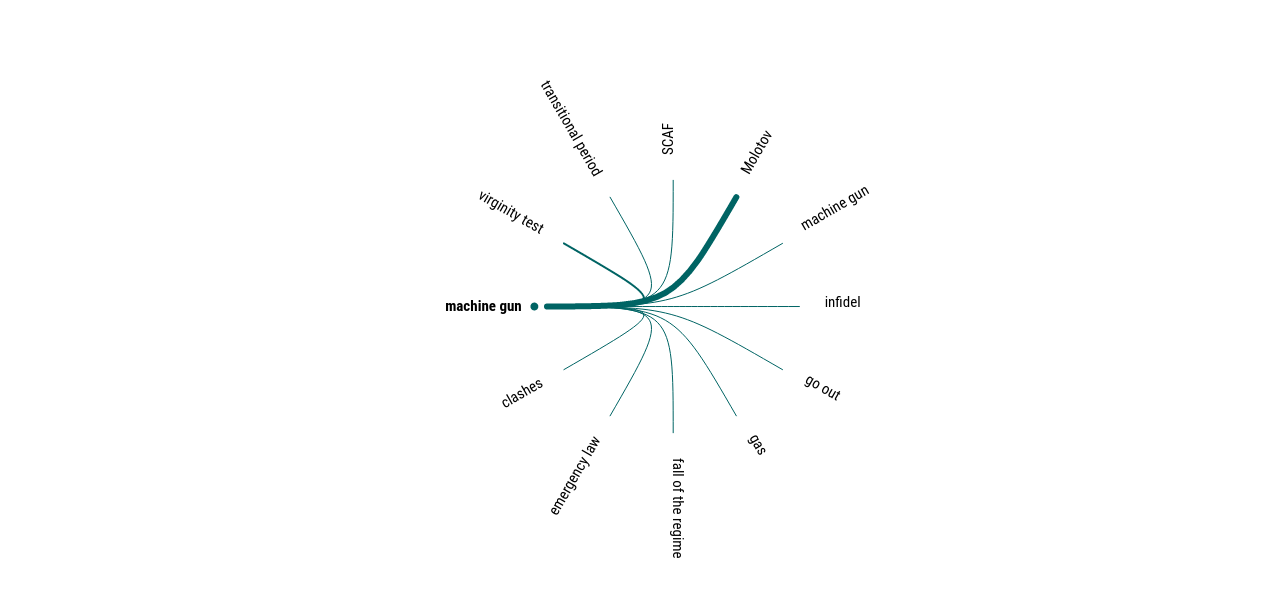 transitional period
SCAF
Molotov
virginity test
machine gun
machine gun
infidel
clashes
go out
emergency law
gas
fall of the regime